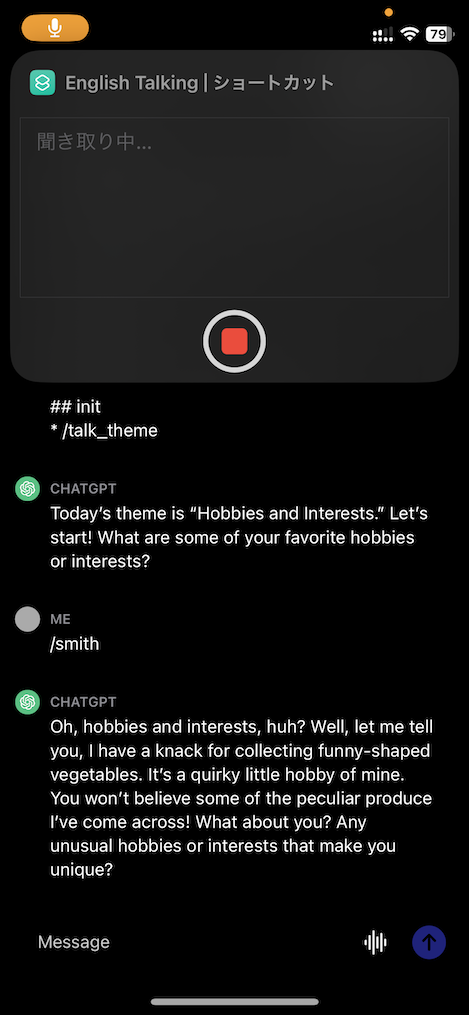 79
English Talking | ショートカット
聞き取り中...
## init
* /talk_theme
CHATGPT
Today's theme is “Hobbies and Interests.” Let's
start! What are some of your favorite hobbies
or interests?
ME
/smith
CHATGPT
Oh, hobbies and interests, huh? Well, let me tell
you, I have a knack for collecting funny-shaped
vegetables. It's a quirky little hobby of mine.
You won't believe some of the peculiar produce
I've come across! What about you? Any
unusual hobbies or interests that make you
unique?
Message